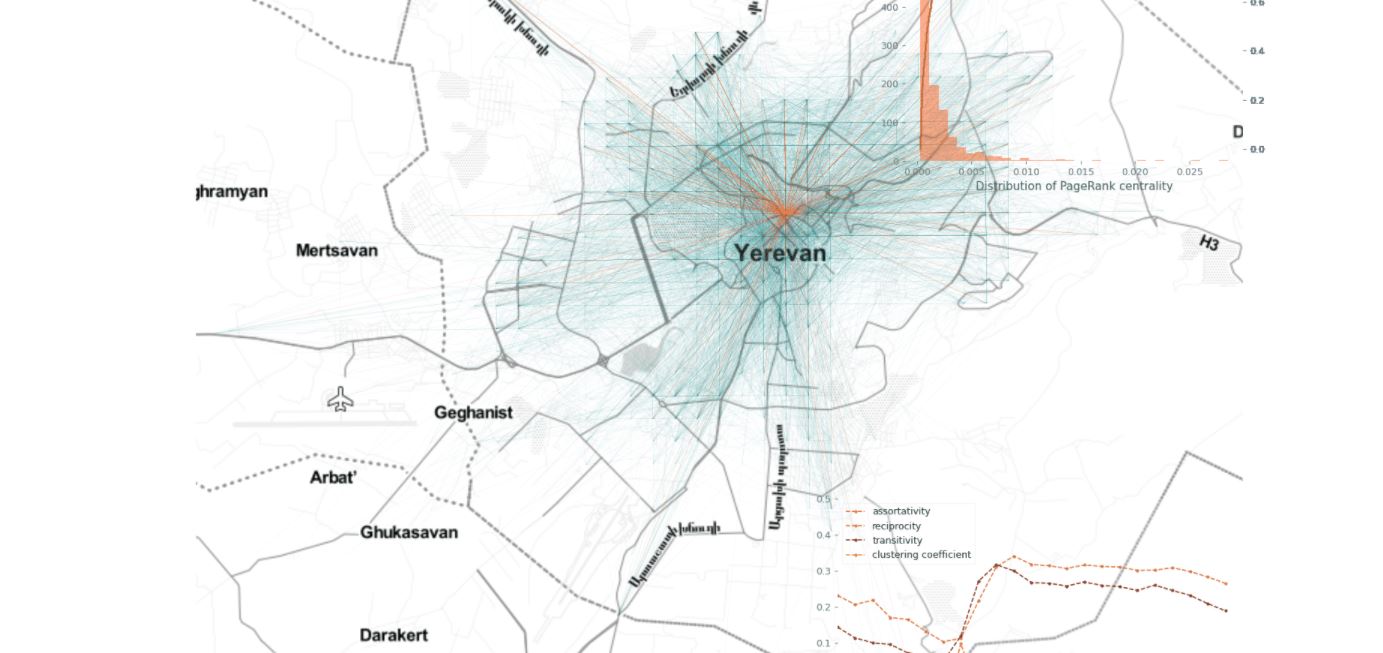 400
0.6
300
0.4
200
0.2
100
D
0.0
0
0.000
0.005
0.010
0.015
0.020
0.025
Distribution of PageRank centrality
ghramyan
Mertsavan
Yerevan
H3
Geghanist
Arbat’
Ghukasavan
Darakert
խճուղի
խճուղի
0.5
0.4
0.3
0.2
0.1
assortativity
reciprocity
transitivity
clustering coefficient